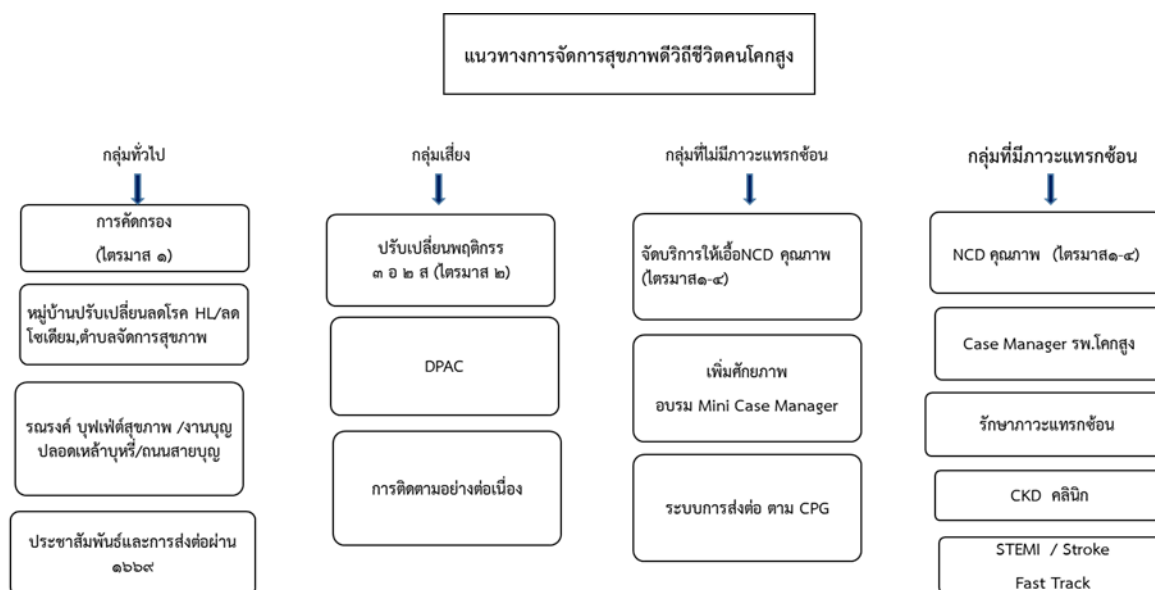 แนวทางการจัดการสุขภาพดีวิถีชีวิตคนโคกสูง
กลุ่มทั่วไป
การคัดกรอง
(ไตรมาส ๑)
หมู่บ้านปรับเปลี่ยนลดโรค HL/ลด
โซเดียม,ตำบลจัดการสุขภาพ
รณรงค์ บุฟเฟ่ต์สุขภาพ /งานบุญ
ปลอดเหล้าบุหรี่/ถนนสายบุญ
ประชาสัมพันธ์และการส่งต่อผ่าน
๑๖๖๙
กลุ่มเสี่ยง
ปรับเปลี่ยนพฤติกรร
๓ อ ๒ ส (ไตรมาส ๒)
DPAC
การติดตามอย่างต่อเนื่อง
กลุ่มที่ไม่มีภาวะแทรกซ้อน
จัดบริการให้เอื้อNCD คุณภาพ
(ไตรมาส๑-๔)
เพิ่มศักยภาพ
อบรม Mini Case Manager
ระบบการส่งต่อ ตาม CPG
กลุ่มที่มีภาวะแทรกซ้อน
NCD คุณภาพ (ไตรมาส๑-๔)
Case Manager รพ.โคกสูง
รักษาภาวะแทรกซ้อน
CKD คลินิก
STEMI / Stroke
Fast Track